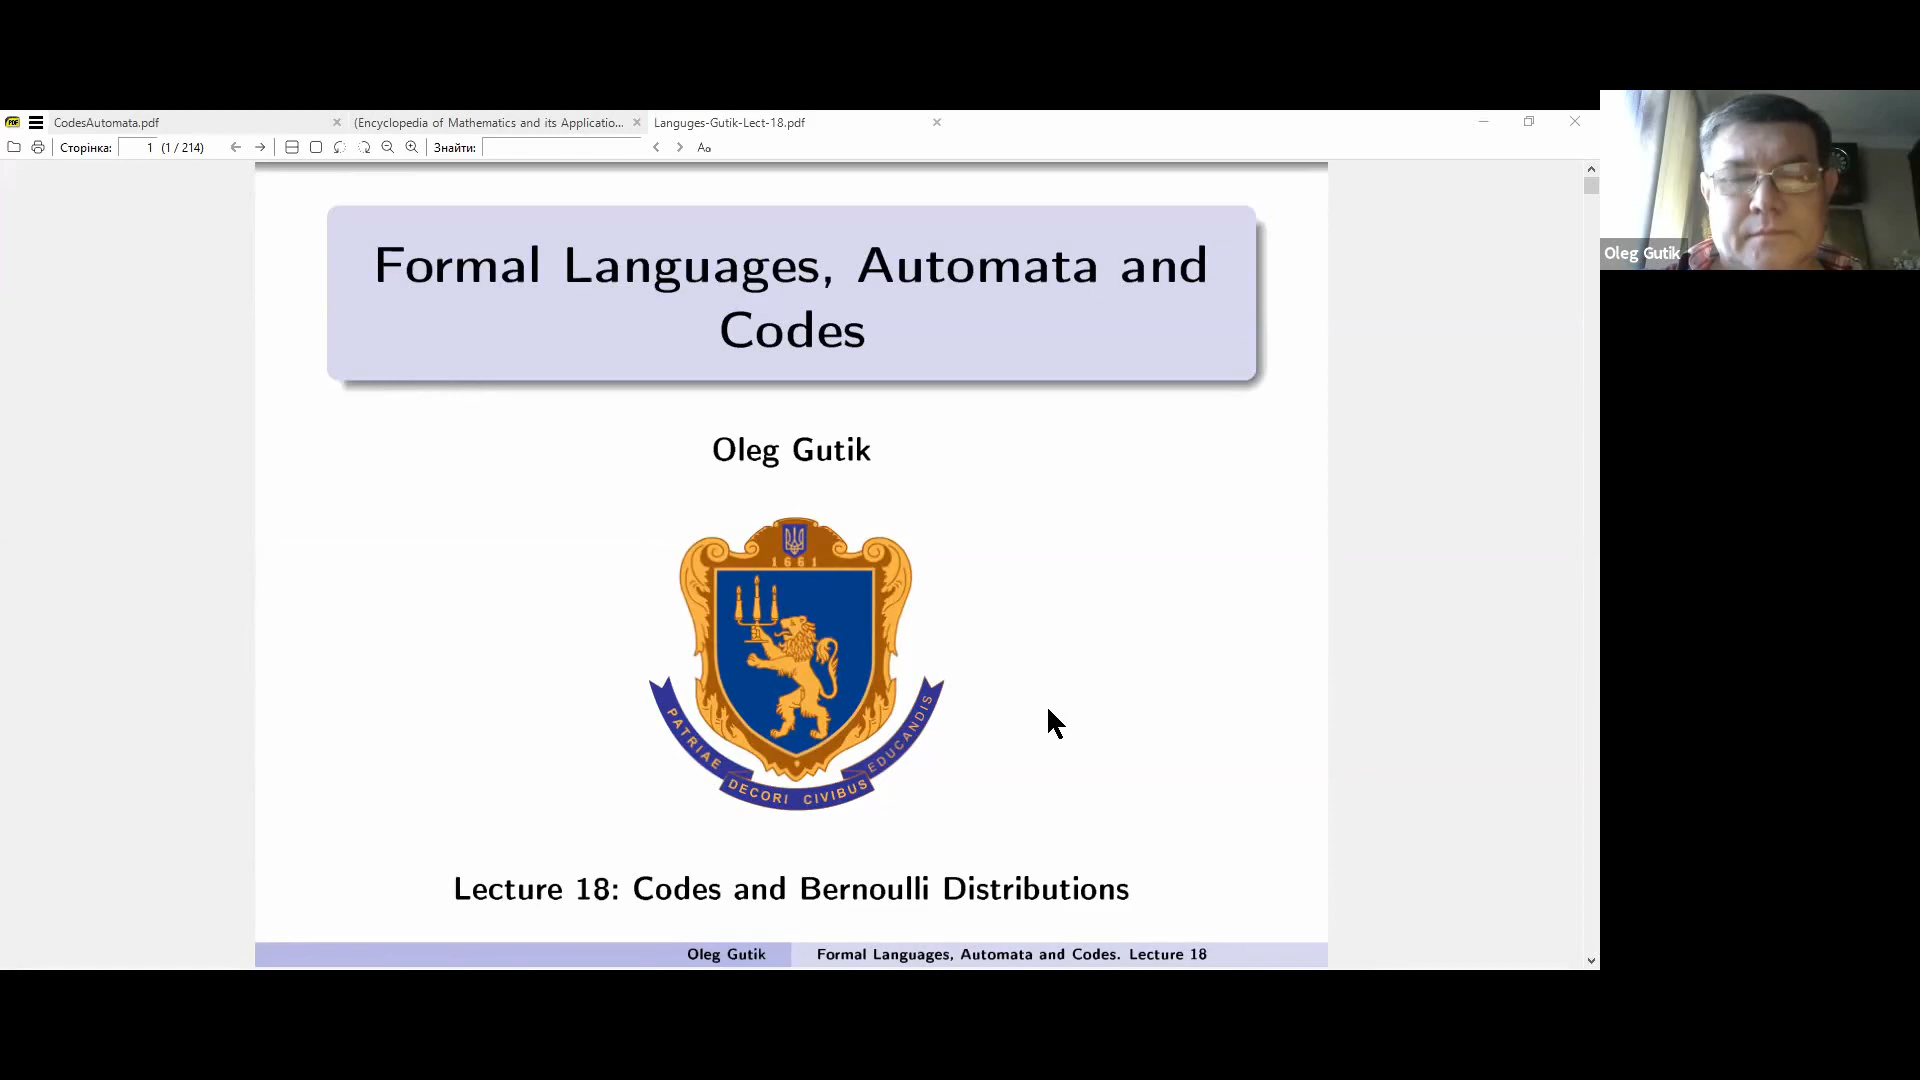 CodesAutomata.pdf
(Encyclopedia of Mathematics and its Applicatio...
Languges-Gutik-Lect-18.pdf
Сторінка: 1 (1 / 214)
Знайти:
Formal Languages, Automata and
Codes
Oleg Gutik
1661
PATRIAE DECORI CIVIBUS EDUCANDIS
Lecture 18: Codes and Bernoulli Distributions
Oleg Gutik Formal Languages, Automata and Codes. Lecture 18
Oleg Gutik